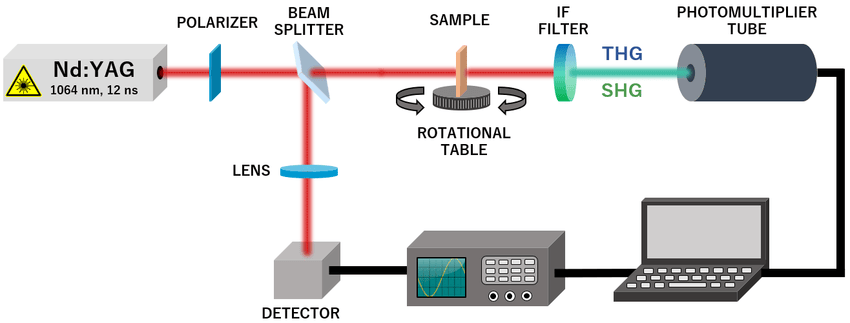 POLARIZER
BEAM
SPLITTER
SAMPLE
IF
FILTER
PHOTOMULTIPLIER
TUBE
Nd:YAG
1064 nm, 12 ns
THG
SHG
ROTATIONAL
TABLE
LENS
DETECTOR